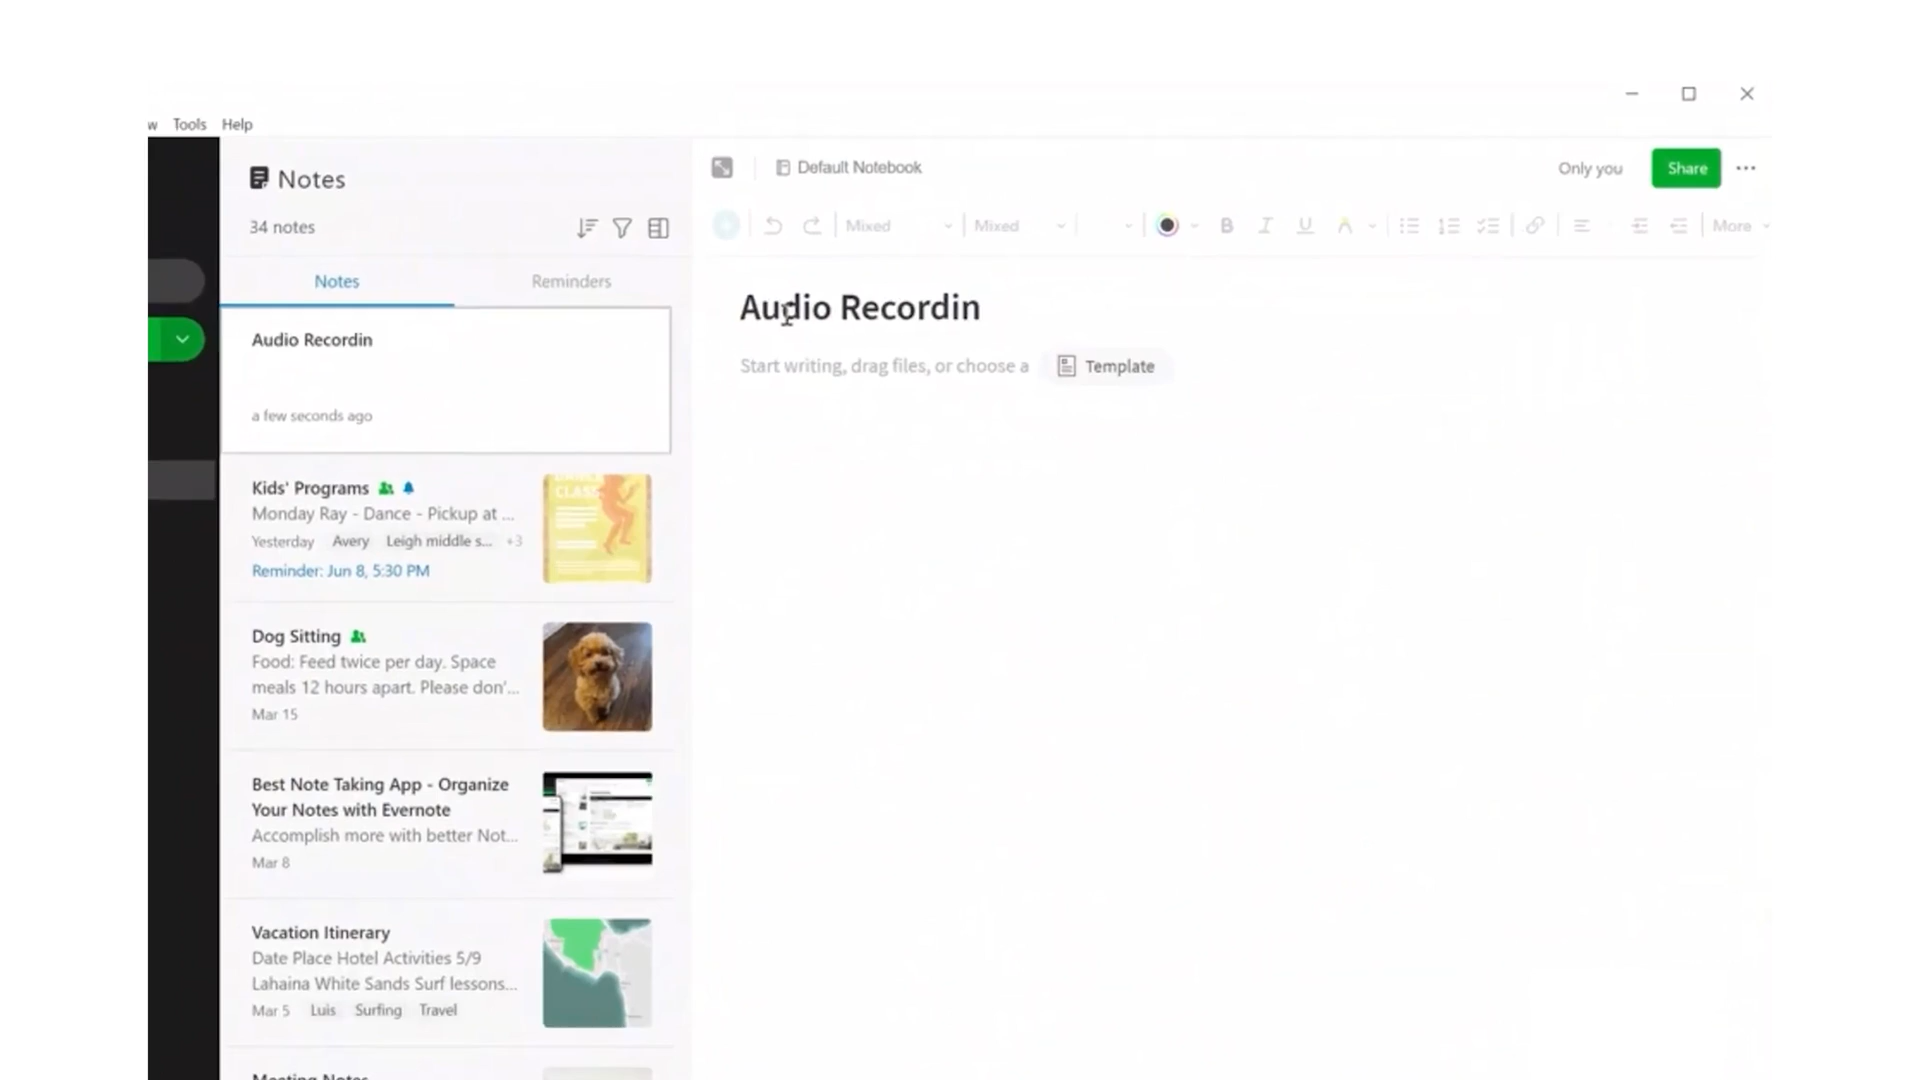 w Tools Help
Notes
34 notes
Notes Reminders
Audio Recordin
a few seconds ago
Kids' Programs
Monday Ray - Dance - Pickup at ...
Yesterday Avery Leigh middle s... +3
Reminder: Jun 8, 5:30 PM
CLASS
Dog Sitting
Food: Feed twice per day. Space
meals 12 hours apart. Please don'...
Mar 15
Best Note Taking App - Organize
Your Notes with Evernote
Accomplish more with better Not...
Mar 8
Vacation Itinerary
Date Place Hotel Activities 5/9
Lahaina White Sands Surf lessons...
Mar 5 Luis Surfing Travel
Meeting Notes
Default Notebook
Only you Share
Mixed Mixed B I U A More
Audio Recordin
Start writing, drag files, or choose a Template